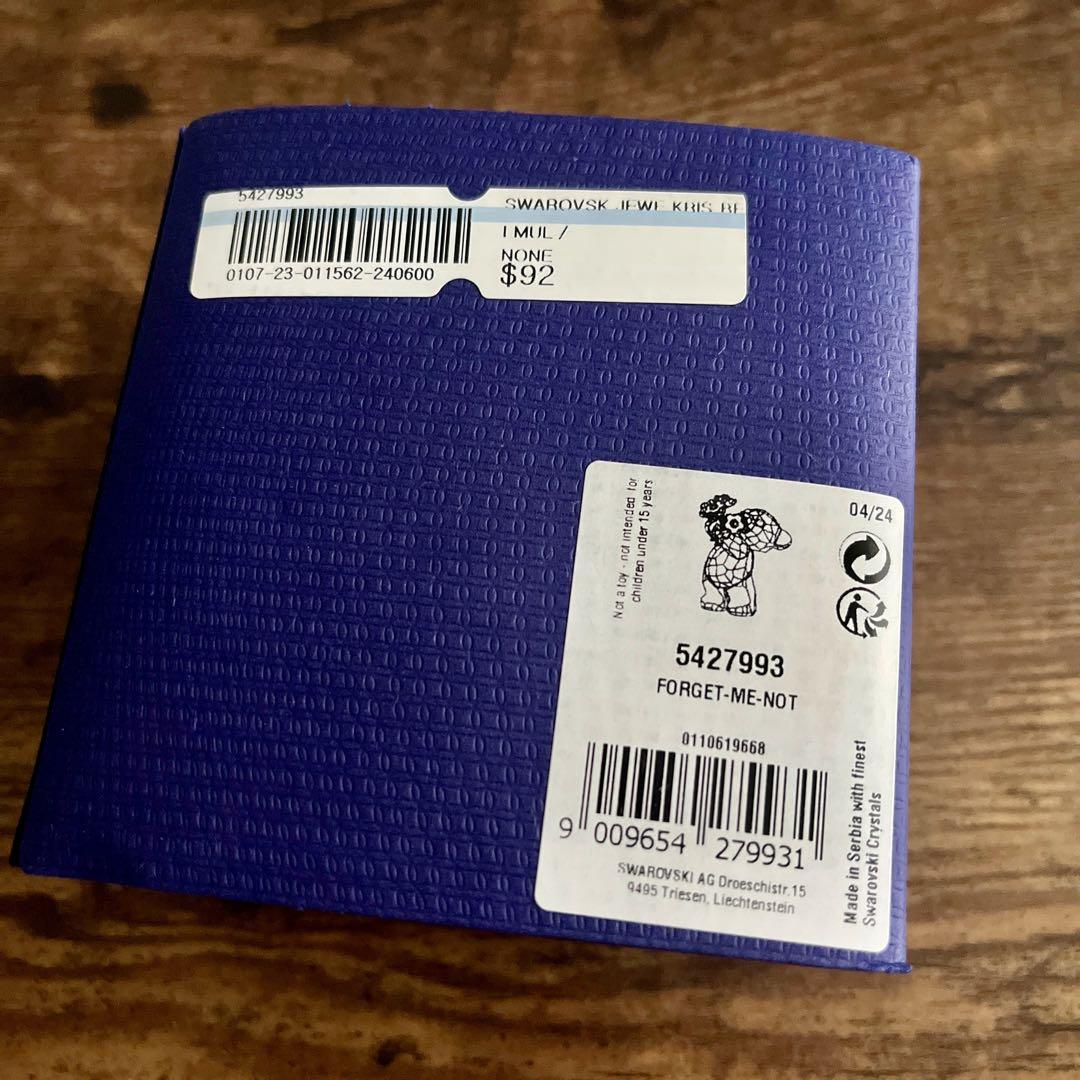 5427993
0107-23-011562-240600
SWAROVSK JEWE KRIS BE
1 MUL /
NONE
$92
Not a toy - not intended for
children under 15 years
04/24
5427993
FORGET-ME-NOT
0110619668
9 009654 279931
SWAROVSKI AG Droeschistr.15
9495 Triesen, Liechtenstein
Made in Serbia with finest
Swarovski Crystals